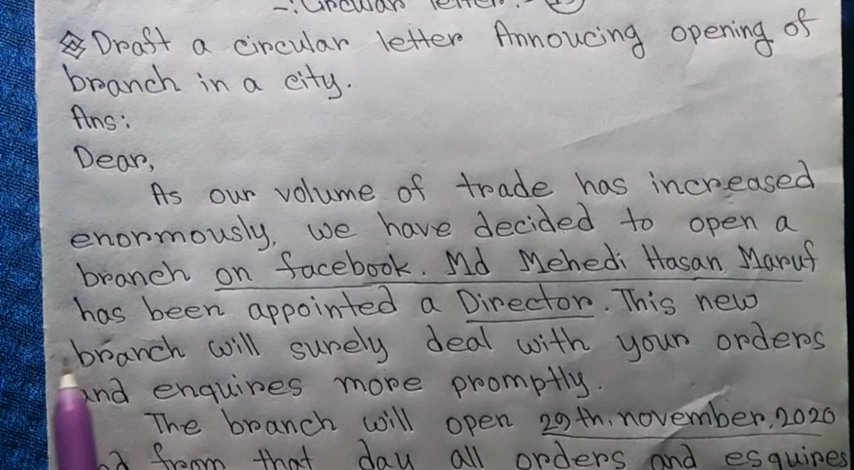 -: Circular letter:-
Draft a circular letter Annoucing opening of
branch in a city.
Ans:
Dear,
As our volume of trade has increased
enormously, we have decided to open a
branch on facebook. Md Mehedi Hasan Maruf
has been appointed a Director. This new
branch will surely deal with your orders
and enquires more promptly.
The branch will open 29th, november, 2020
from that day all orders and esquires